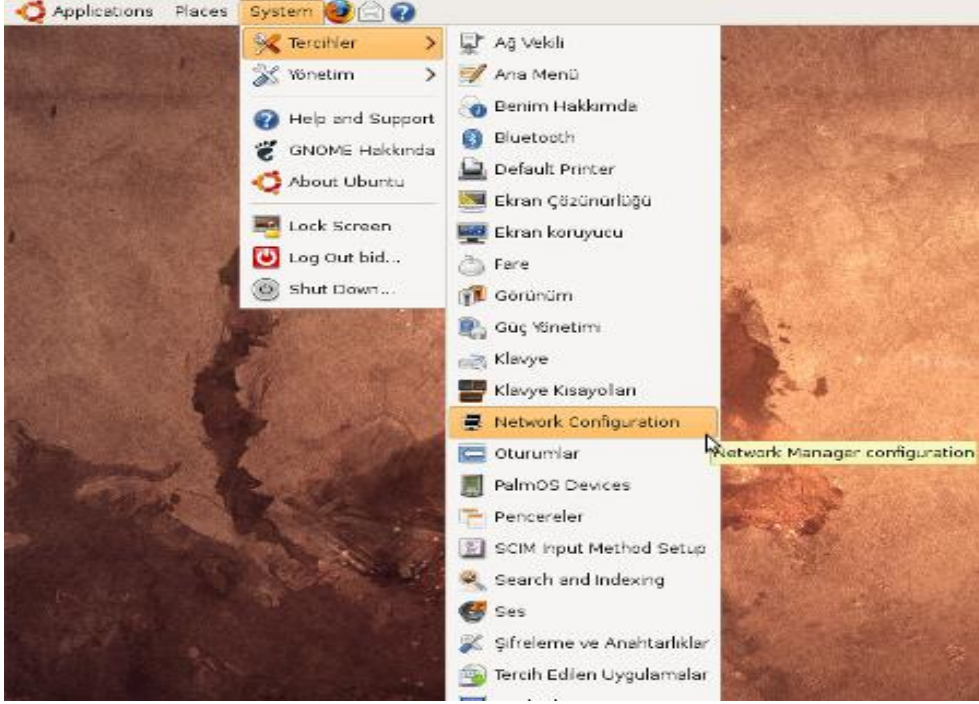 Applications Places System
Tercihler
Yönetim
Help and Support
GNOME Hakkında
About Ubuntu
Lock Screen
Log Out bid...
Shut Down...
Ağ Vekili
Ana Menü
Benim Hakkımda
Bluetooth
Default Printer
Ekran Çözünürlüğü
Ekran koruyucu
Fare
Görünüm
Güç Yönetimi
Klavye
Klavye Kısayolları
Network Configuration
Network Manager configuration
Oturumlar
PalmOS Devices
Pencereler
SCIM Input Method Setup
Search and Indexing
Ses
Şifreleme ve Anahtarlıklar
Tercih Edilen Uygulamalar